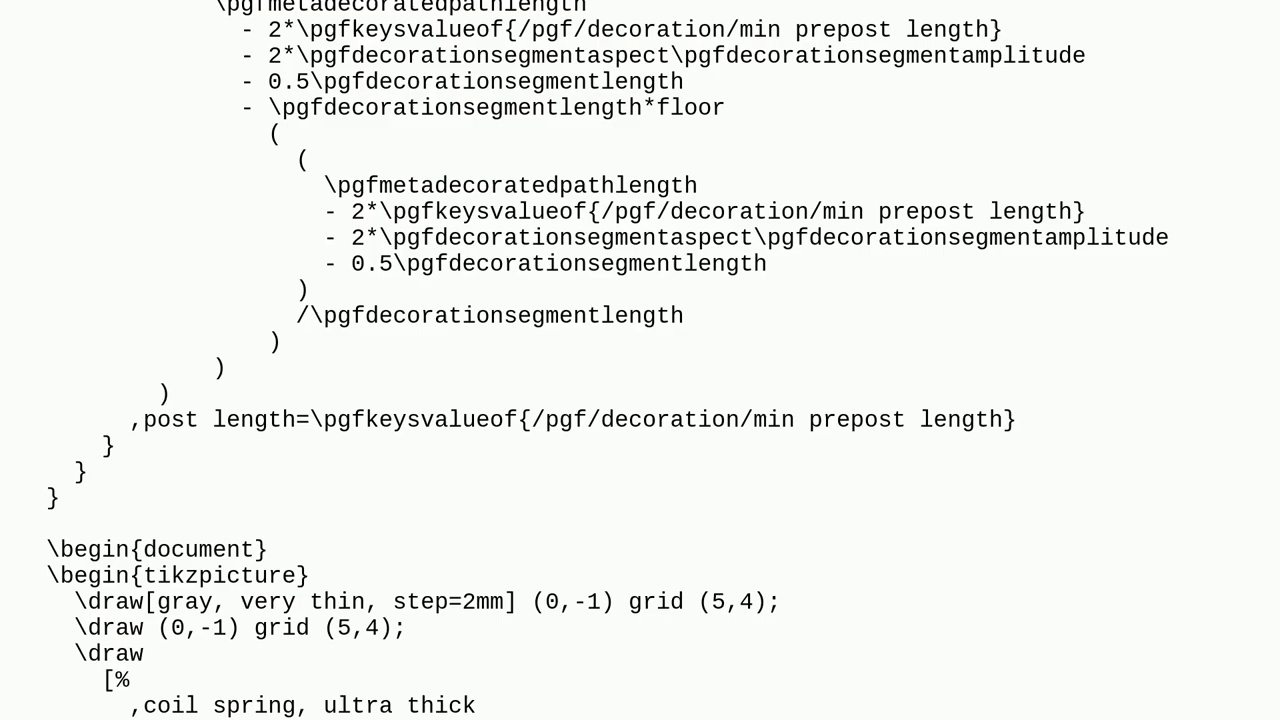 \pgfmetadecoratedpathlength
- 2*\pgfkeysvalueof{/pgf/decoration/min prepost length}
- 2*\pgfdecorationsegmentaspect\pgfdecorationsegmentamplitude
- 0.5\pgfdecorationsegmentlength
- \pgfdecorationsegmentlength*floor
(
(
\pgfmetadecoratedpathlength
- 2*\pgfkeysvalueof{/pgf/decoration/min prepost length}
- 2*\pgfdecorationsegmentaspect\pgfdecorationsegmentamplitude
- 0.5\pgfdecorationsegmentlength
)
/\pgfdecorationsegmentlength
)
)
)
,post length=\pgfkeysvalueof{/pgf/decoration/min prepost length}
}
}
}
\begin{document}
\begin{tikzpicture}
\draw[gray, very thin, step=2mm] (0,-1) grid (5,4);
\draw (0,-1) grid (5,4);
\draw
[%
,coil spring, ultra thick